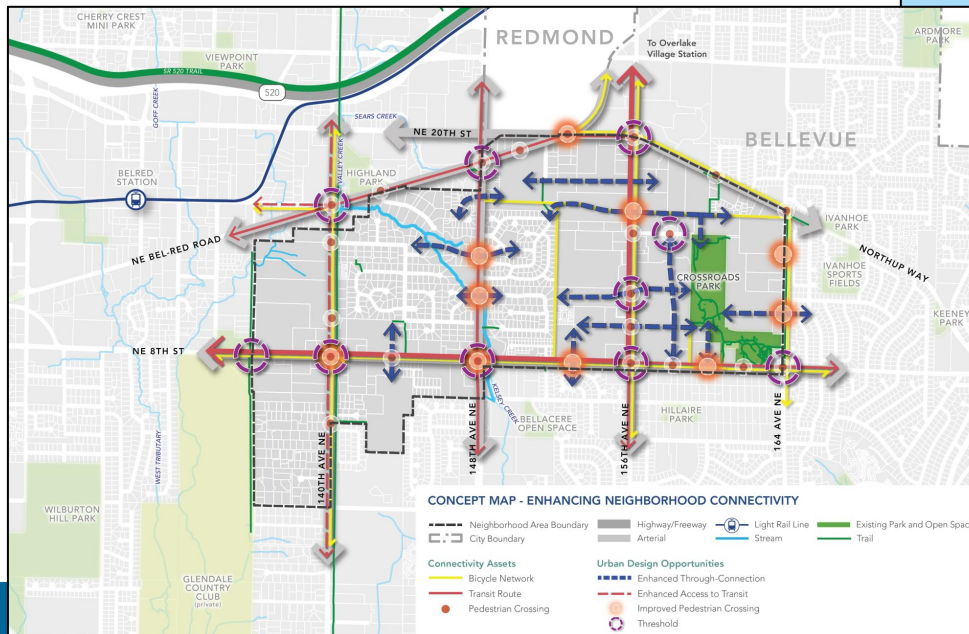 CHERRY CREST
MINI PARK
REDMOND
ARDMORE
PARK
VIEWPOINT
PARK
To Overlake
Village Station
SR 520 TRAIL
520
GOFF CREEK
SEARS CREEK
NE 20TH ST
BELLEVUE
VALLEY CREEK
HIGHLAND
PARK
BELRED
STATION
IVANHOE
PARK
NE BEL-RED ROAD
NORTHUP WAY
CROSSROADS
PARK
IVANHOE
SPORTS
FIELDS
KEENEY
PARK
NE 8TH ST
KELSEY CREEK
HILLAIRE
PARK
BELLACERE
OPEN SPACE
WEST TRIBUTARY
140TH AVE NE
148TH AVE NE
156TH AVE NE
164 AVE NE
WILBURTON
HILL PARK
GLENDALE
COUNTRY
CLUB
(private)
CONCEPT MAP - ENHANCING NEIGHBORHOOD CONNECTIVITY
Neighborhood Area Boundary
City Boundary
Highway/Freeway
Arterial
Light Rail Line
Stream
Existing Park and Open Spac
Trail
Connectivity Assets
Bicycle Network
Transit Route
Pedestrian Crossing
Urban Design Opportunities
Enhanced Through-Connection
Enhanced Access to Transit
Improved Pedestrian Crossing
Threshold